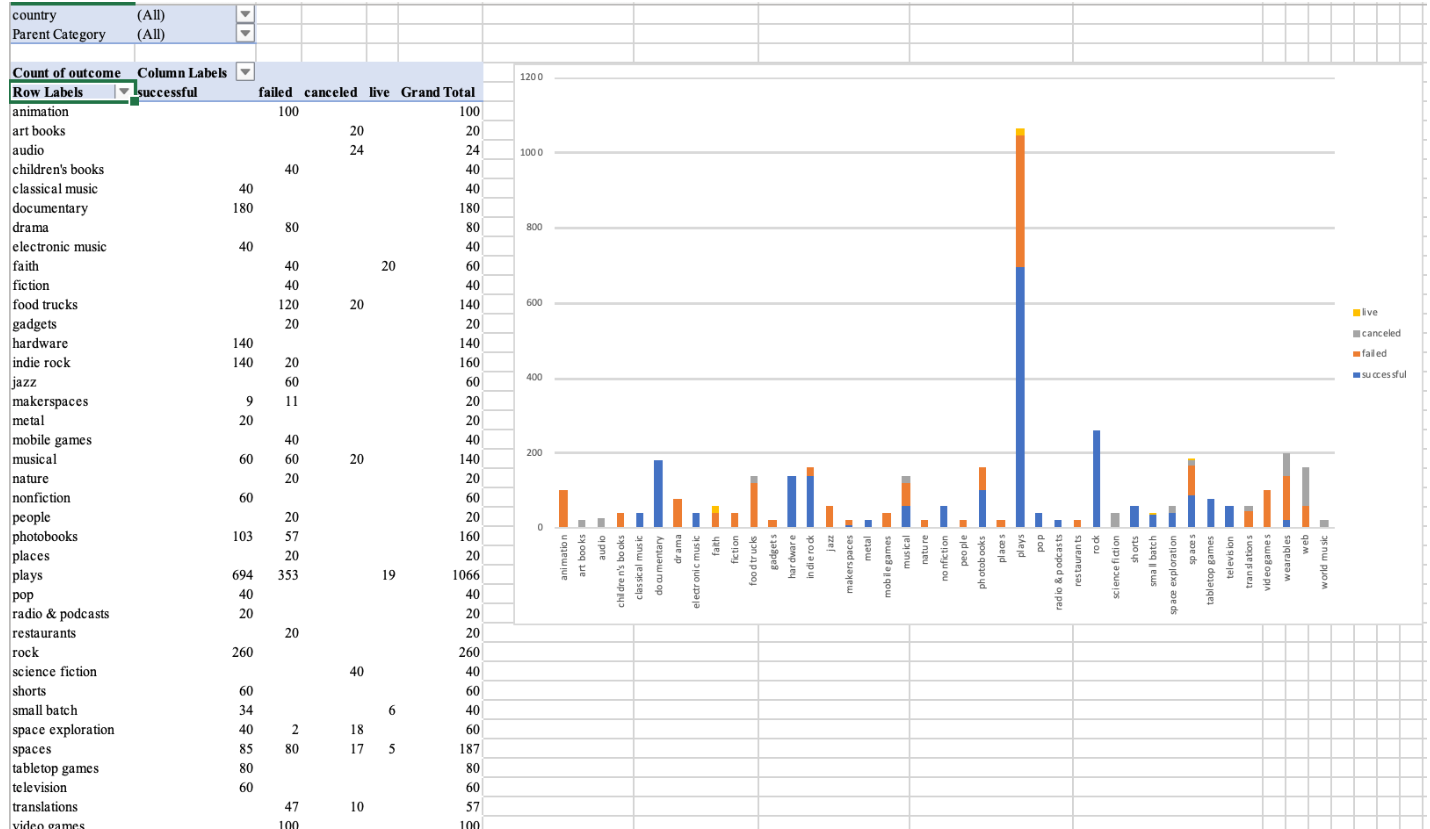 country (All)
Parent Category (All)
Count of outcome Column Labels
Row Labels successful failed canceled live Grand Total
animation 100 100
art books 20 20
audio 24 24
children's books 40 40
classical music 40 40
documentary 180 180
drama 80 80
electronic music 40 40
faith 40 20 60
fiction 40 40
food trucks 120 20 140
gadgets 20 20
hardware 140 140
indie rock 140 20 160
jazz 60 60
makerspaces 9 11 20
metal 20 20
mobile games 40 40
musical 60 60 20 140
nature 20 20
nonfiction 60 60
people 20 20
photobooks 103 57 160
places 20 20
plays 694 353 19 1066
pop 40 40
radio & podcasts 20 20
restaurants 20 20
rock 260 260
science fiction 40 40
shorts 60 60
small batch 34 6 40
space exploration 40 2 18 60
spaces 85 80 17 5 187
tabletop games 80 80
television 60 60
translations 47 10 57
video games 100 100
1200
1000
800
600
400
200
0
animation
art books
audio
children's books
classical music
documentary
drama
electronic music
faith
fiction
food trucks
gadgets
hardware
indie rock
jazz
makerspaces
metal
mobile games
musical
nature
nonfiction
people
photobooks
places
plays
pop
radio & podcasts
restaurants
rock
science fiction
shorts
small batch
space exploration
spaces
tabletop games
television
translations
video games
wearables
web
world music
live
canceled
failed
successful